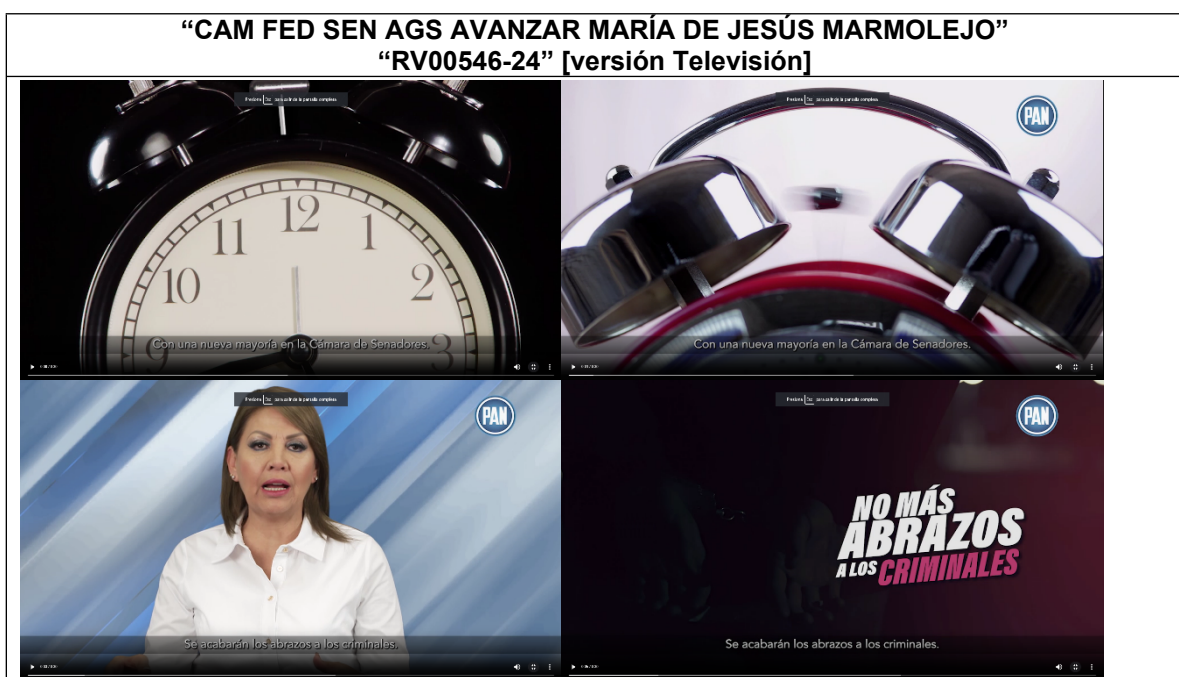 “CAM FED SEN AGS AVANZAR MARÍA DE JESÚS MARMOLEJO”
“RV00546-24” [versión Televisión]
12
11
1
10
2
9
3
Con una nueva mayoría en la Cámara de Senadores.
PAN
Con una nueva mayoría en la Cámara de Senadores.
PAN
Se acabarán los abrazos a los criminales.
PAN
NO MÁS
ABRAZOS
A LOS CRIMINALES
Se acabarán los abrazos a los criminales.